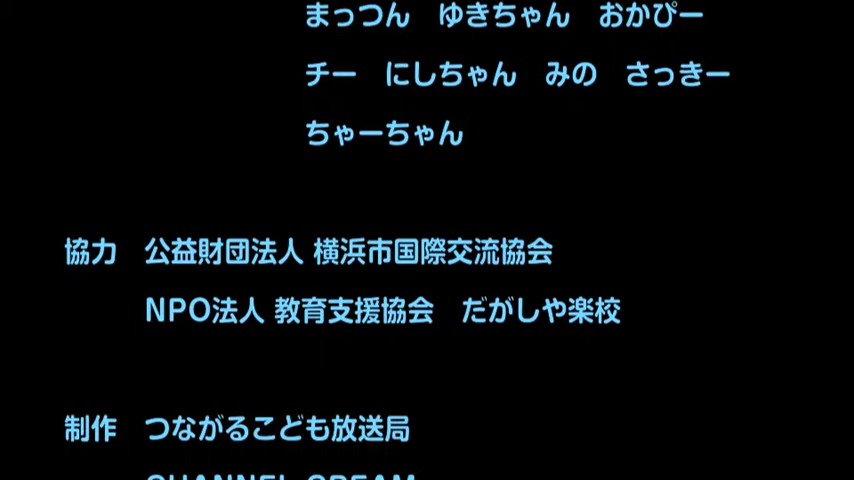 まっつん　ゆきちゃん　おかぴー
チー　にしちゃん　みの　さっきー
ちゃーちゃん
協力　公益財団法人 横浜市国際交流協会
NPO法人 教育支援協会　だがしや楽校
制作　つながるこども放送局
CHANNEL CREAM